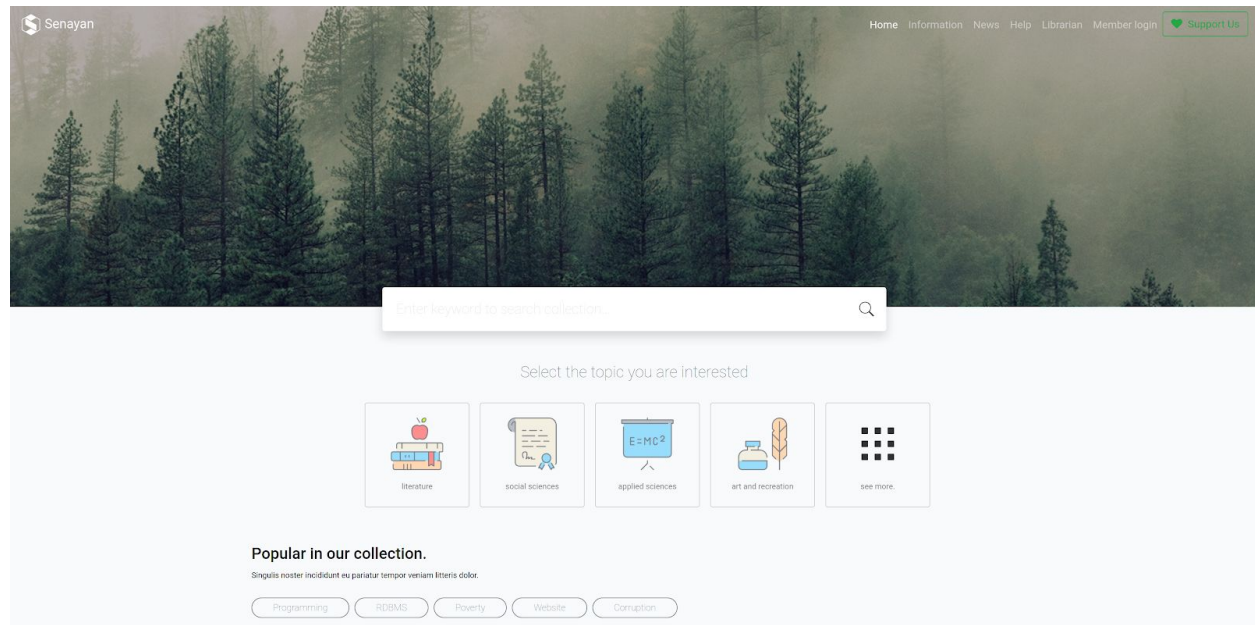 Senayan
Home Information News Help Librarian Member login Support Us
Enter keyword to search collection...
Select the topic you are interested
E=MC²
literature
social sciences
applied sciences
art and recreation
see more.
Popular in our collection.
Singulis noster incididunt eu pariatur tempor veniam litteris dolor.
Programming RDBMS Poverty Website Corruption